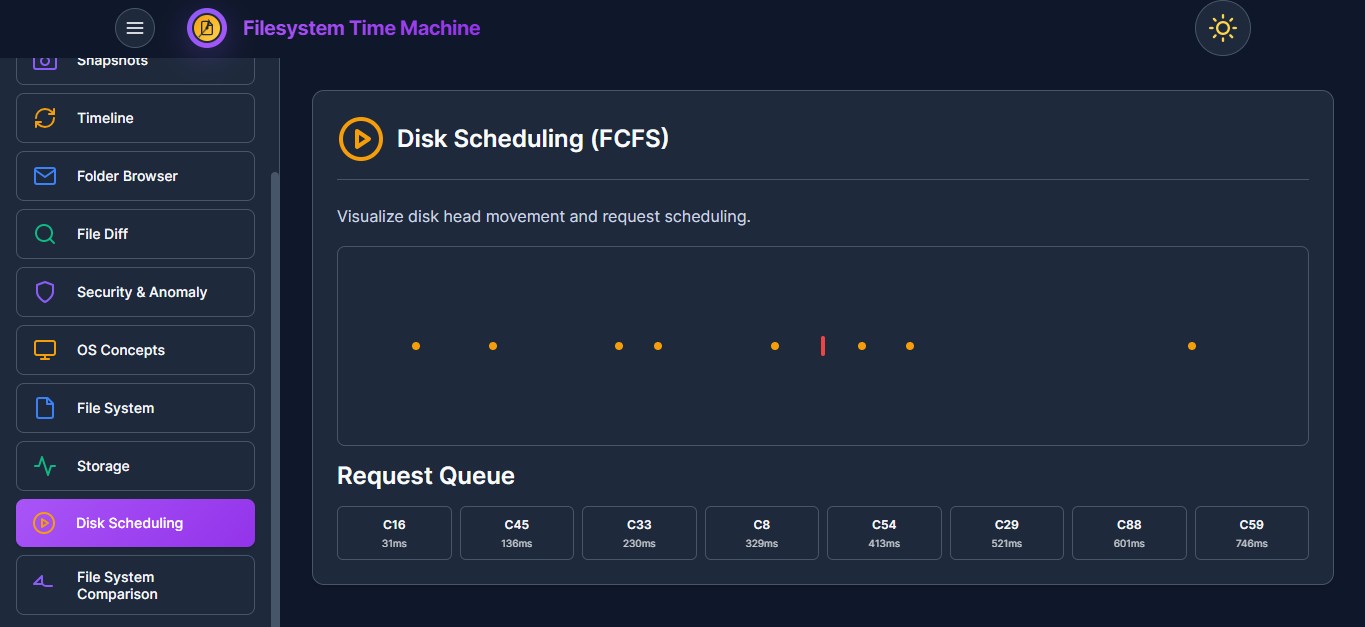 Filesystem Time Machine
Snapshots
Timeline
Folder Browser
File Diff
Security & Anomaly
OS Concepts
File System
Storage
Disk Scheduling
File System
Comparison
Disk Scheduling (FCFS)
Visualize disk head movement and request scheduling.
Request Queue
C16
31ms
C45
136ms
C33
230ms
C8
329ms
C54
413ms
C29
521ms
C88
601ms
C59
746ms